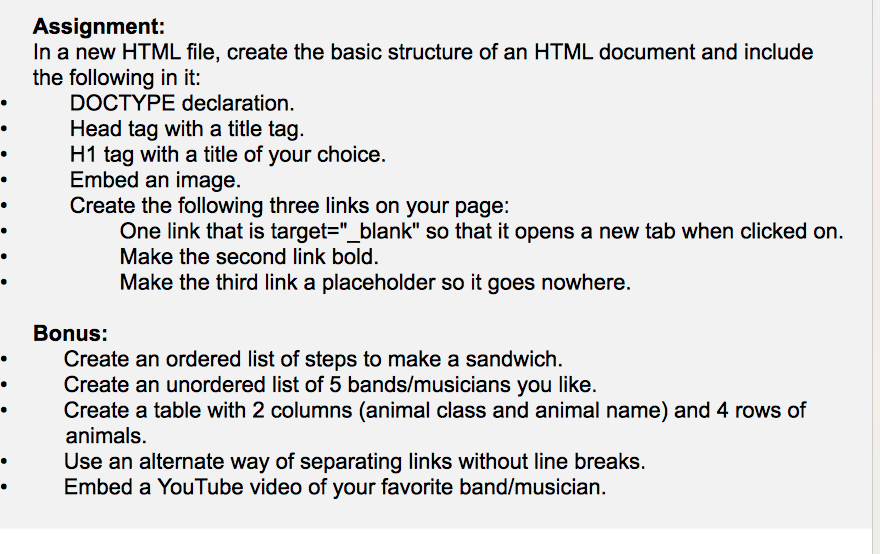 Assignment:
In a new HTML file, create the basic structure of an HTML document and include
the following in it:
• DOCTYPE declaration.
• Head tag with a title tag.
• H1 tag with a title of your choice.
• Embed an image.
• Create the following three links on your page:
• One link that is target="_blank" so that it opens a new tab when clicked on.
• Make the second link bold.
• Make the third link a placeholder so it goes nowhere.
Bonus:
• Create an ordered list of steps to make a sandwich.
• Create an unordered list of 5 bands/musicians you like.
• Create a table with 2 columns (animal class and animal name) and 4 rows of
animals.
• Use an alternate way of separating links without line breaks.
• Embed a YouTube video of your favorite band/musician.